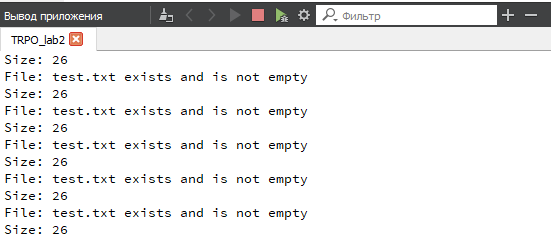 Вывод приложения
Фильтр
TRPO_lab2
Size: 26
File: test.txt exists and is not empty
Size: 26
File: test.txt exists and is not empty
Size: 26
File: test.txt exists and is not empty
Size: 26
File: test.txt exists and is not empty
Size: 26
File: test.txt exists and is not empty
Size: 26